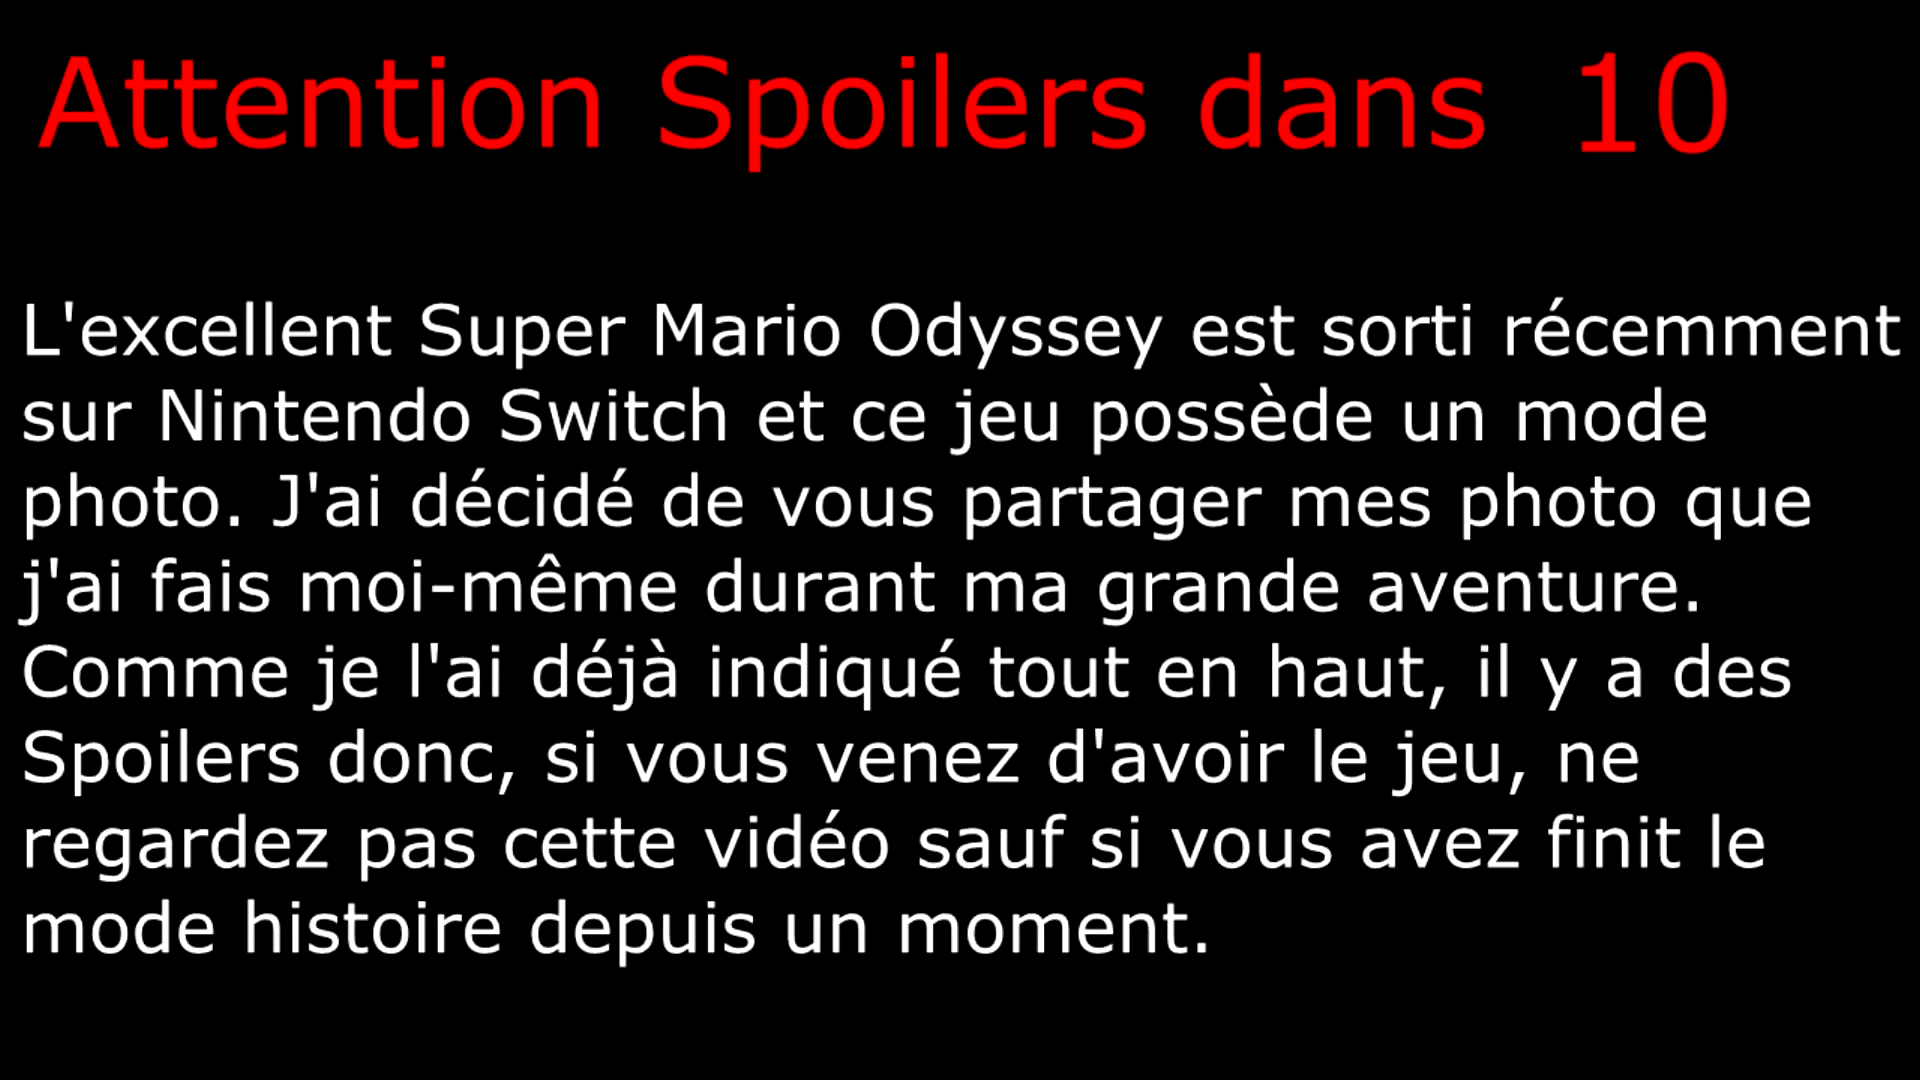 Attention Spoilers dans 10
L'excellent Super Mario Odyssey est sorti récemment
sur Nintendo Switch et ce jeu possède un mode
photo. J'ai décidé de vous partager mes photo que
j'ai fais moi-même durant ma grande aventure.
Comme je l'ai déjà indiqué tout en haut, il y a des
Spoilers donc, si vous venez d'avoir le jeu, ne
regardez pas cette vidéo sauf si vous avez finit le
mode histoire depuis un moment.